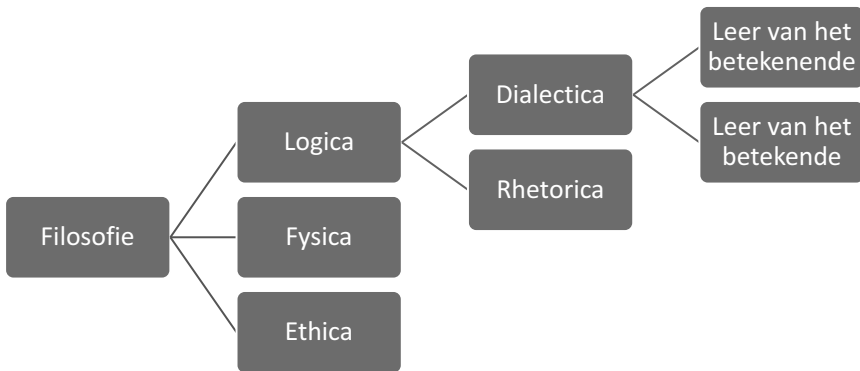 Filosofie
Logica
Fysica
Ethica
Dialectica
Rhetorica
Leer van het
betekenende
Leer van het
betekende